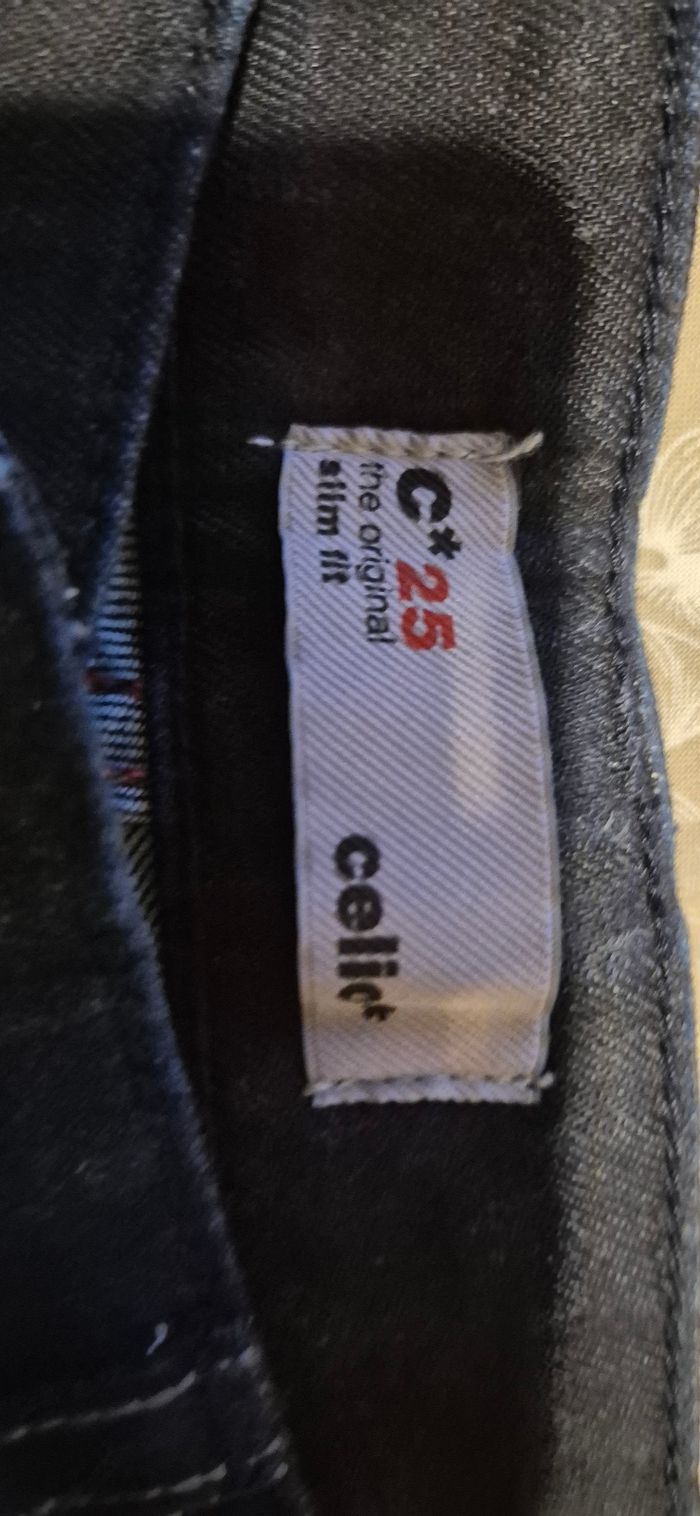 C*25
the original
slim fit
celio*